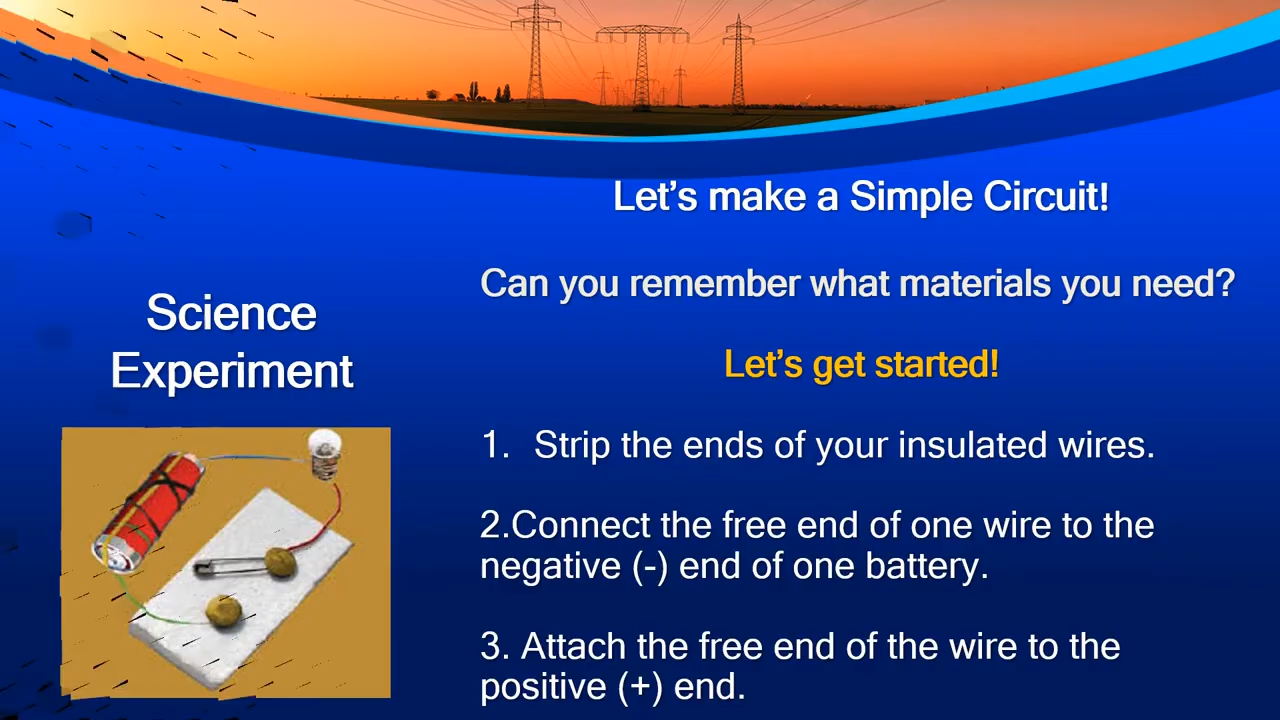 Let's make a Simple Circuit!
Can you remember what materials you need?
Science
Experiment
Let's get started!
1. Strip the ends of your insulated wires.
2.Connect the free end of one wire to the
negative (-) end of one battery.
3. Attach the free end of the wire to the
positive (+) end.